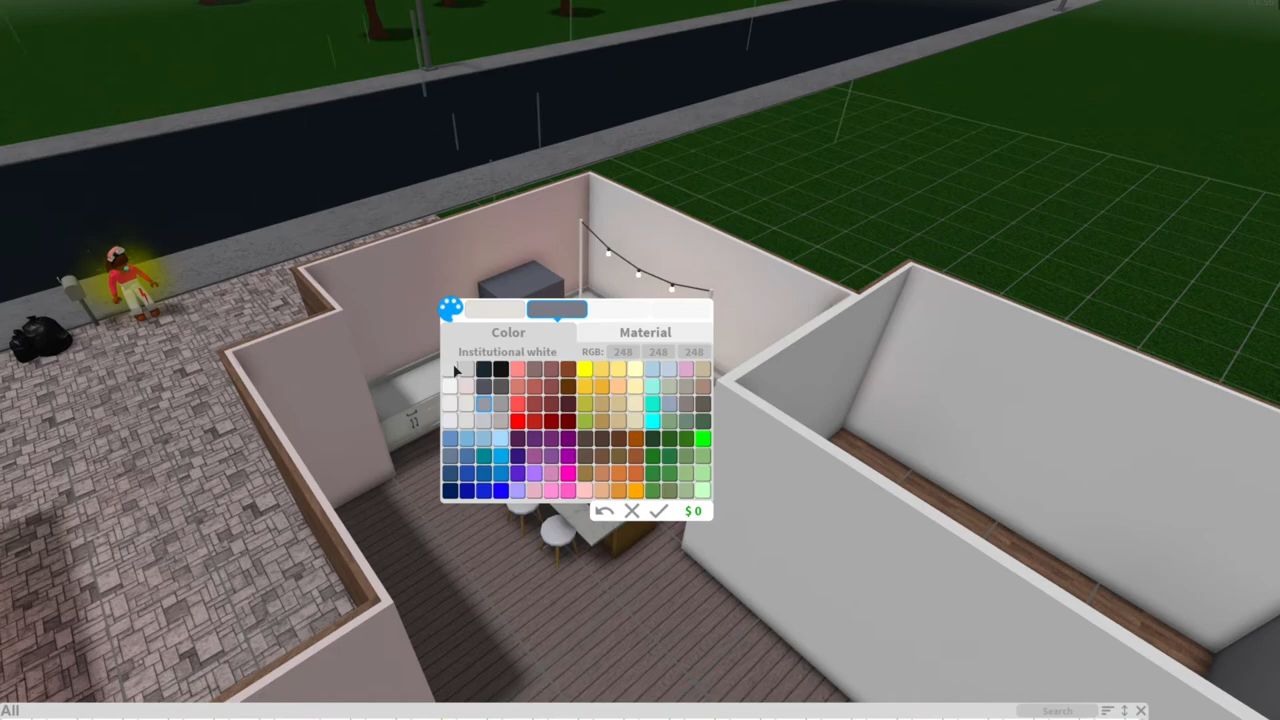 Color
Material
Institutional white
RGB: 248 248 248
$ 0
All
Search